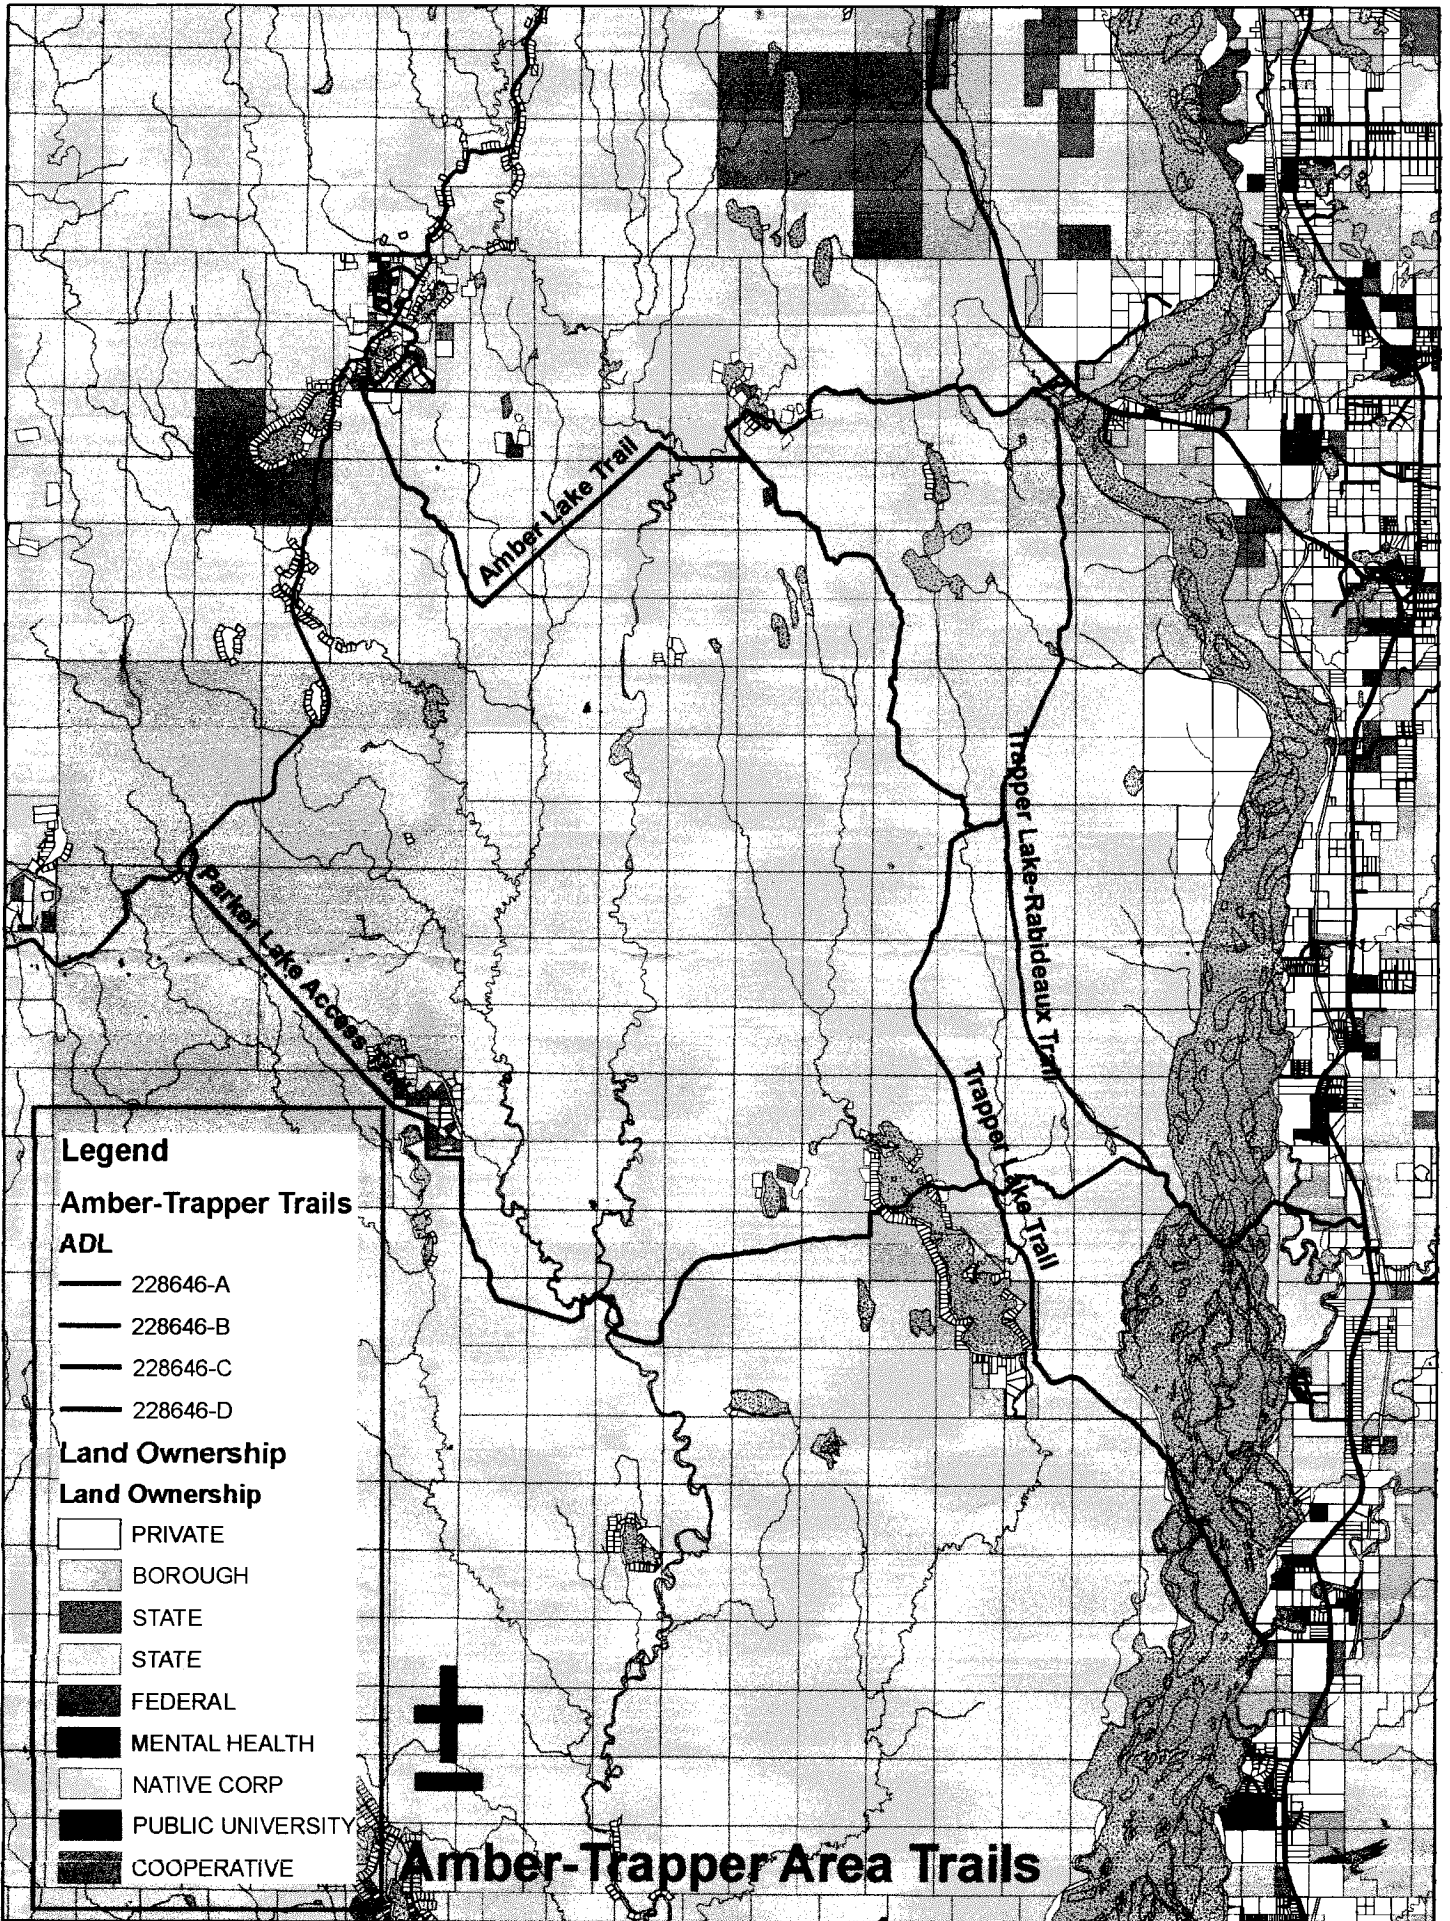 Amber Lake Trail
Trapper Lake-Rabideaux Trail
Parker Lake Access Trail
Trapper Lake Trail
Legend
Amber-Trapper Trails
ADL
228646-A
228646-B
228646-C
228646-D
Land Ownership
Land Ownership
PRIVATE
BOROUGH
STATE
STATE
FEDERAL
MENTAL HEALTH
NATIVE CORP
PUBLIC UNIVERSITY
COOPERATIVE
Amber-Trapper Area Trails